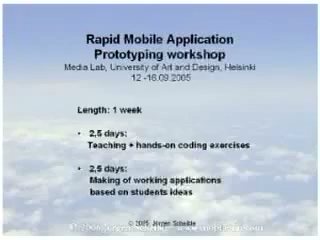 Rapid Mobile Application
Prototyping workshop
Media Lab, University of Art and Design, Helsinki
12.-16.09.2005
Length: 1 week
• 2,5 days:
Teaching + hands-on coding exercises
• 2,5 days:
Making of working applications
based on students ideas
© 2005, Jürgen Scheible